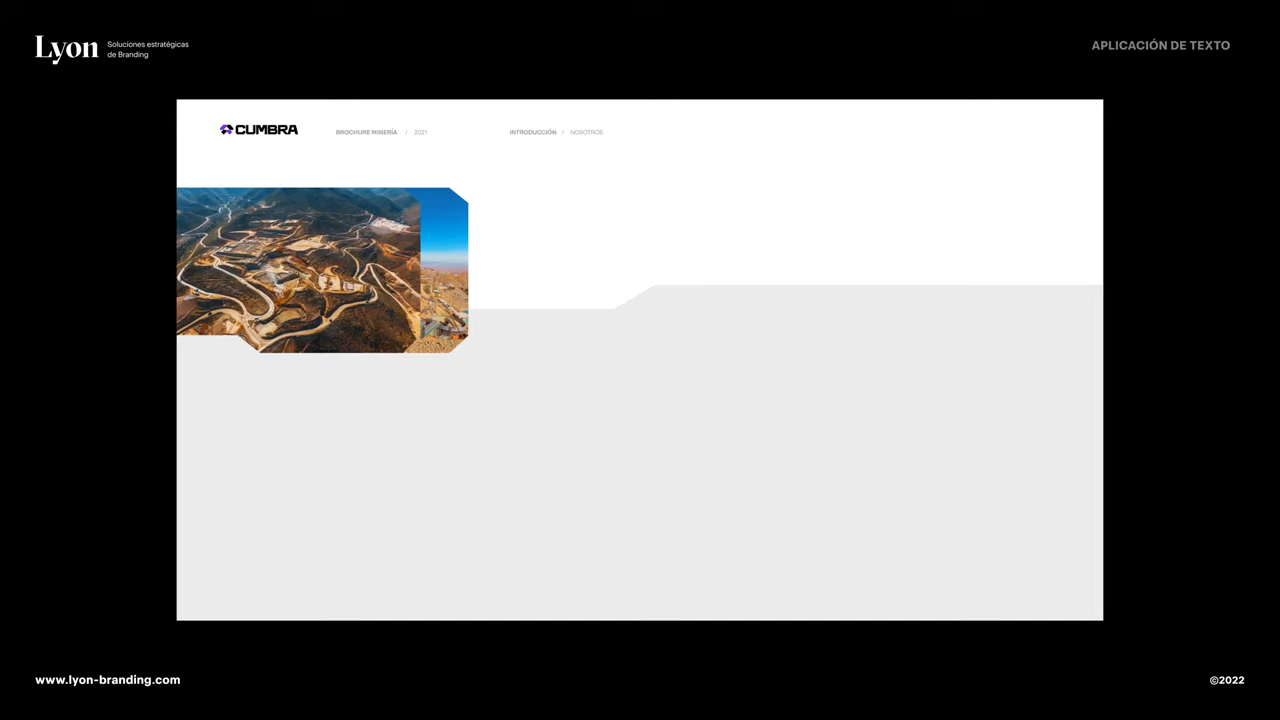 Lyon
Soluciones estratégicas
de Branding
APLICACIÓN DE TEXTO
CUMBRA
BROCHURE MINERÍA / 2021
INTRODUCCIÓN / NOSOTROS
www.lyon-branding.com
©2022